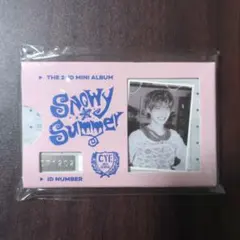 ▶ THE 2ND MINI ALBUM
SNOWY
Summer
CYE
▶ ID NUMBER